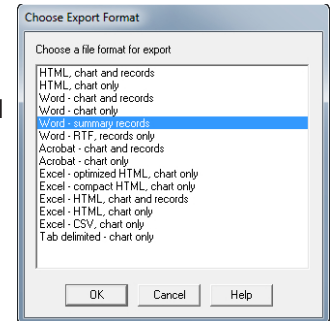 Choose Export Format
Choose a file format for export
HTML, chart and records
HTML, chart only
Word - chart and records
Word - chart only
Word - summary records
Word - RTF, records only
Acrobat - chart and records
Acrobat - chart only
Excel - optimized HTML, chart only
Excel - compact HTML, chart only
Excel - HTML, chart and records
Excel - HTML, chart only
Excel - CSV, chart only
Tab delimited - chart only
OK Cancel Help